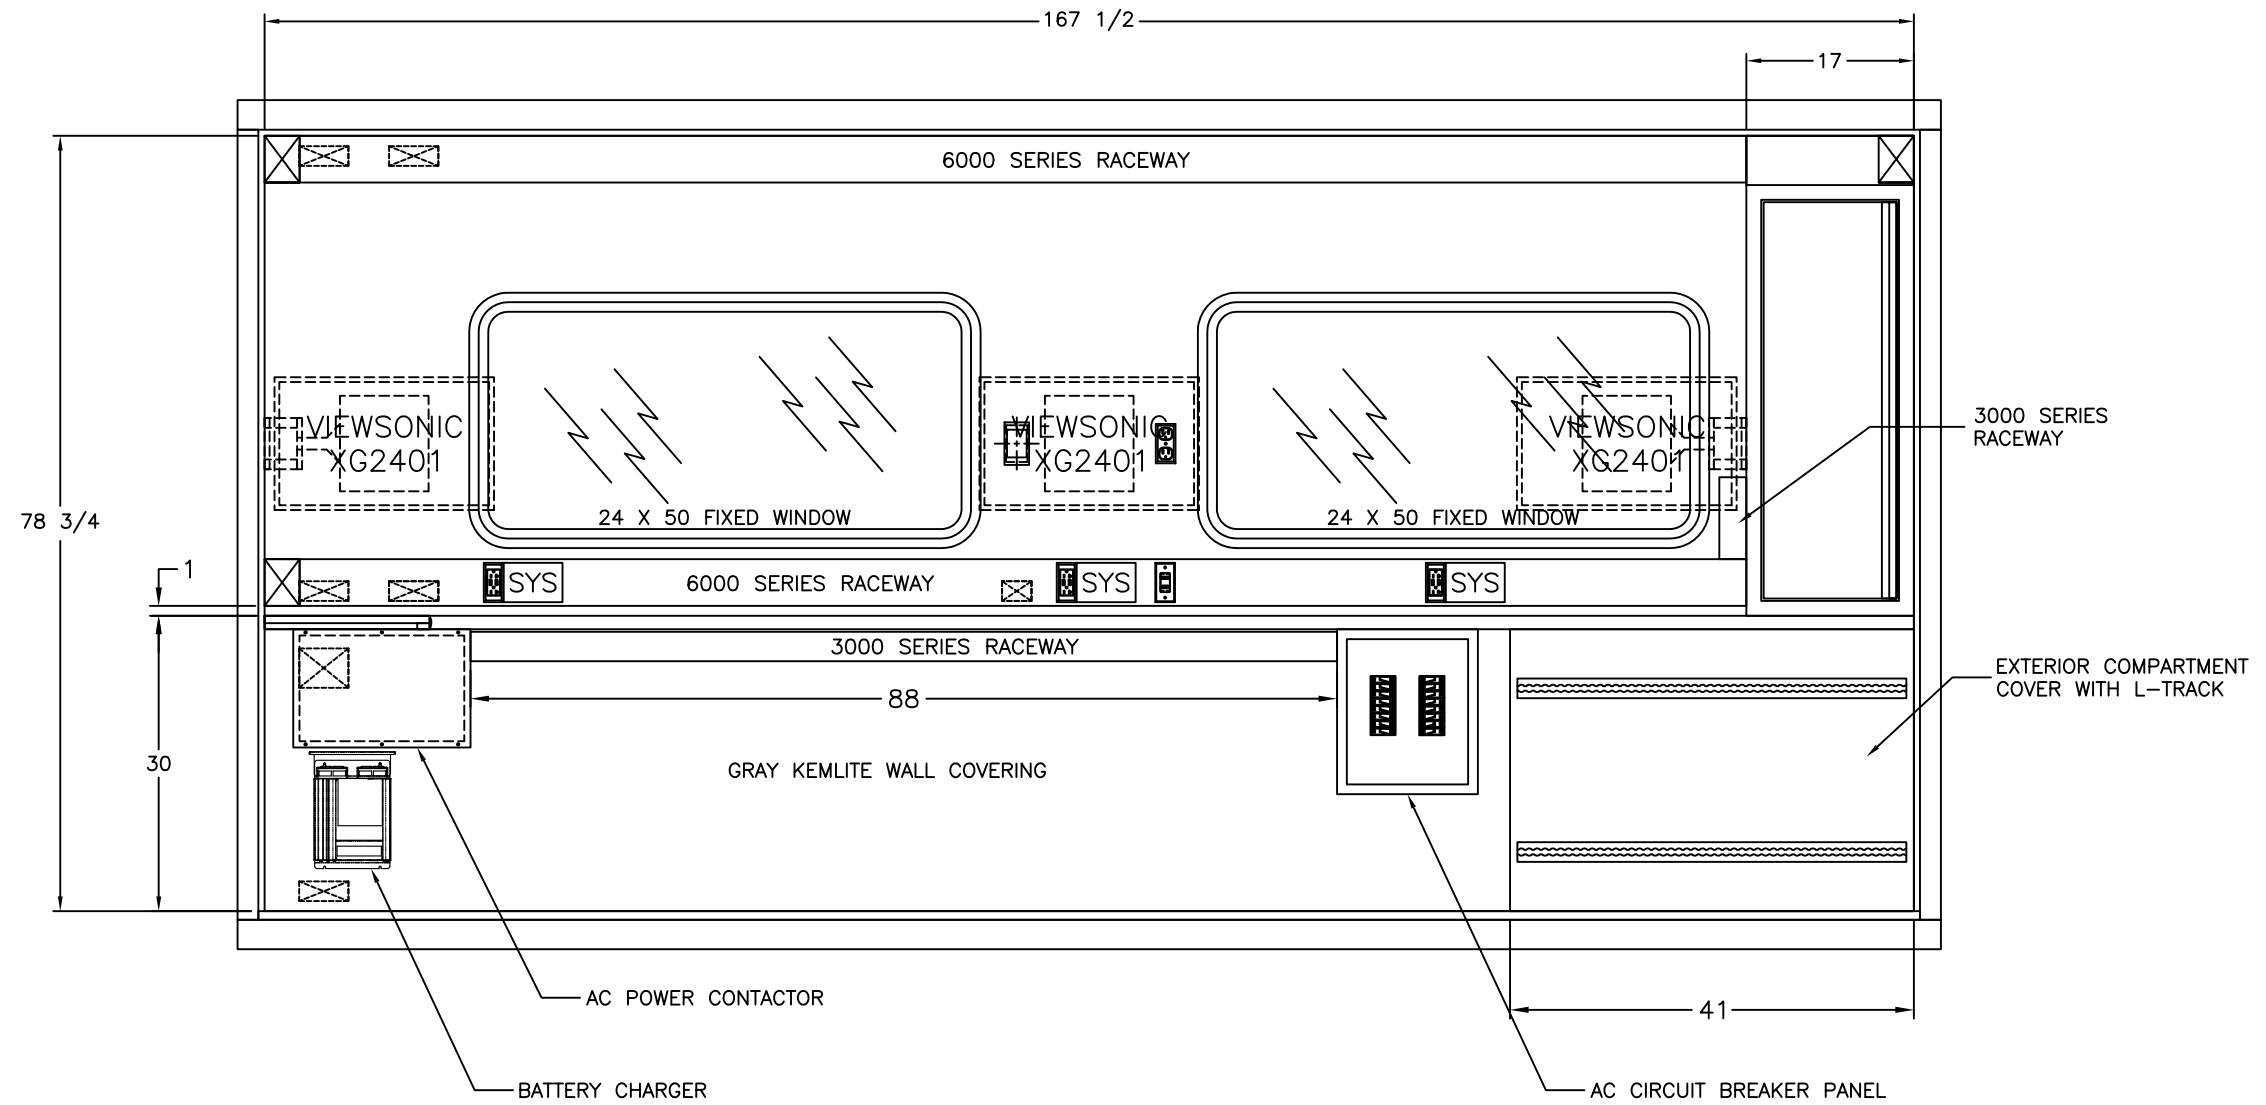 167 1/2
17
6000 SERIES RACEWAY
VIEWSONIC
XG2401
VIEWSONIC
XG2401
VIEWSONIC
XG2401
3000 SERIES
RACEWAY
24 X 50 FIXED WINDOW
24 X 50 FIXED WINDOW
78 3/4
1
SYS
6000 SERIES RACEWAY
SYS
SYS
3000 SERIES RACEWAY
EXTERIOR COMPARTMENT
COVER WITH L-TRACK
88
30
GRAY KEMLITE WALL COVERING
AC POWER CONTACTOR
41
BATTERY CHARGER
AC CIRCUIT BREAKER PANEL